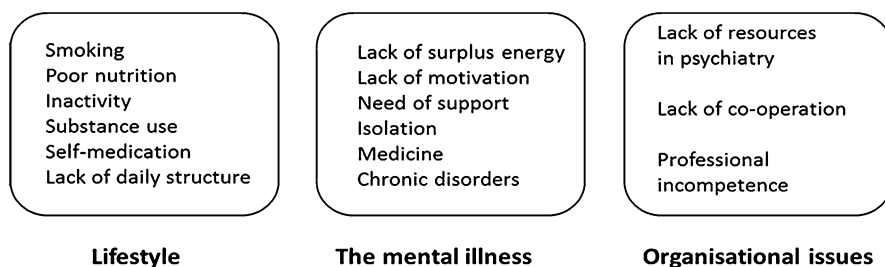 Smoking
Poor nutrition
Inactivity
Substance use
Self-medication
Lack of daily structure
Lifestyle
Lack of surplus energy
Lack of motivation
Need of support
Isolation
Medicine
Chronic disorders
The mental illness
Lack of resources
in psychiatry
Lack of co-operation
Professional
incompetence
Organisational issues